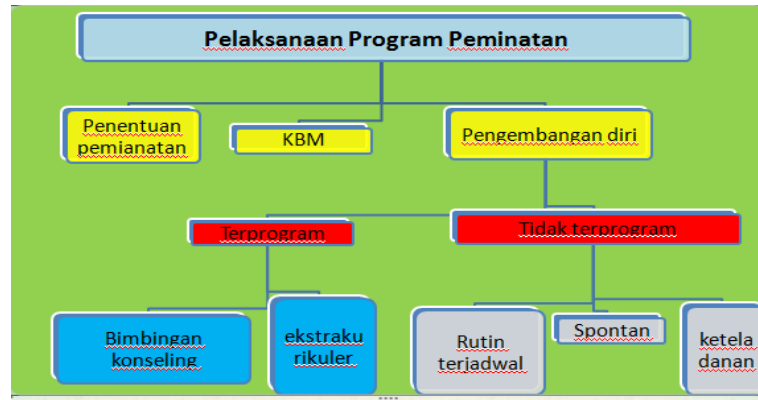 Pelaksanaan Program Peminatan
Penentuan
pemianatan
KBM
Pengembangan diri
Terprogram
Tidak terprogram
Bimbingan
konseling
ekstraku
rikuler
Rutin
terjadwal
Spontan
ketela
danan